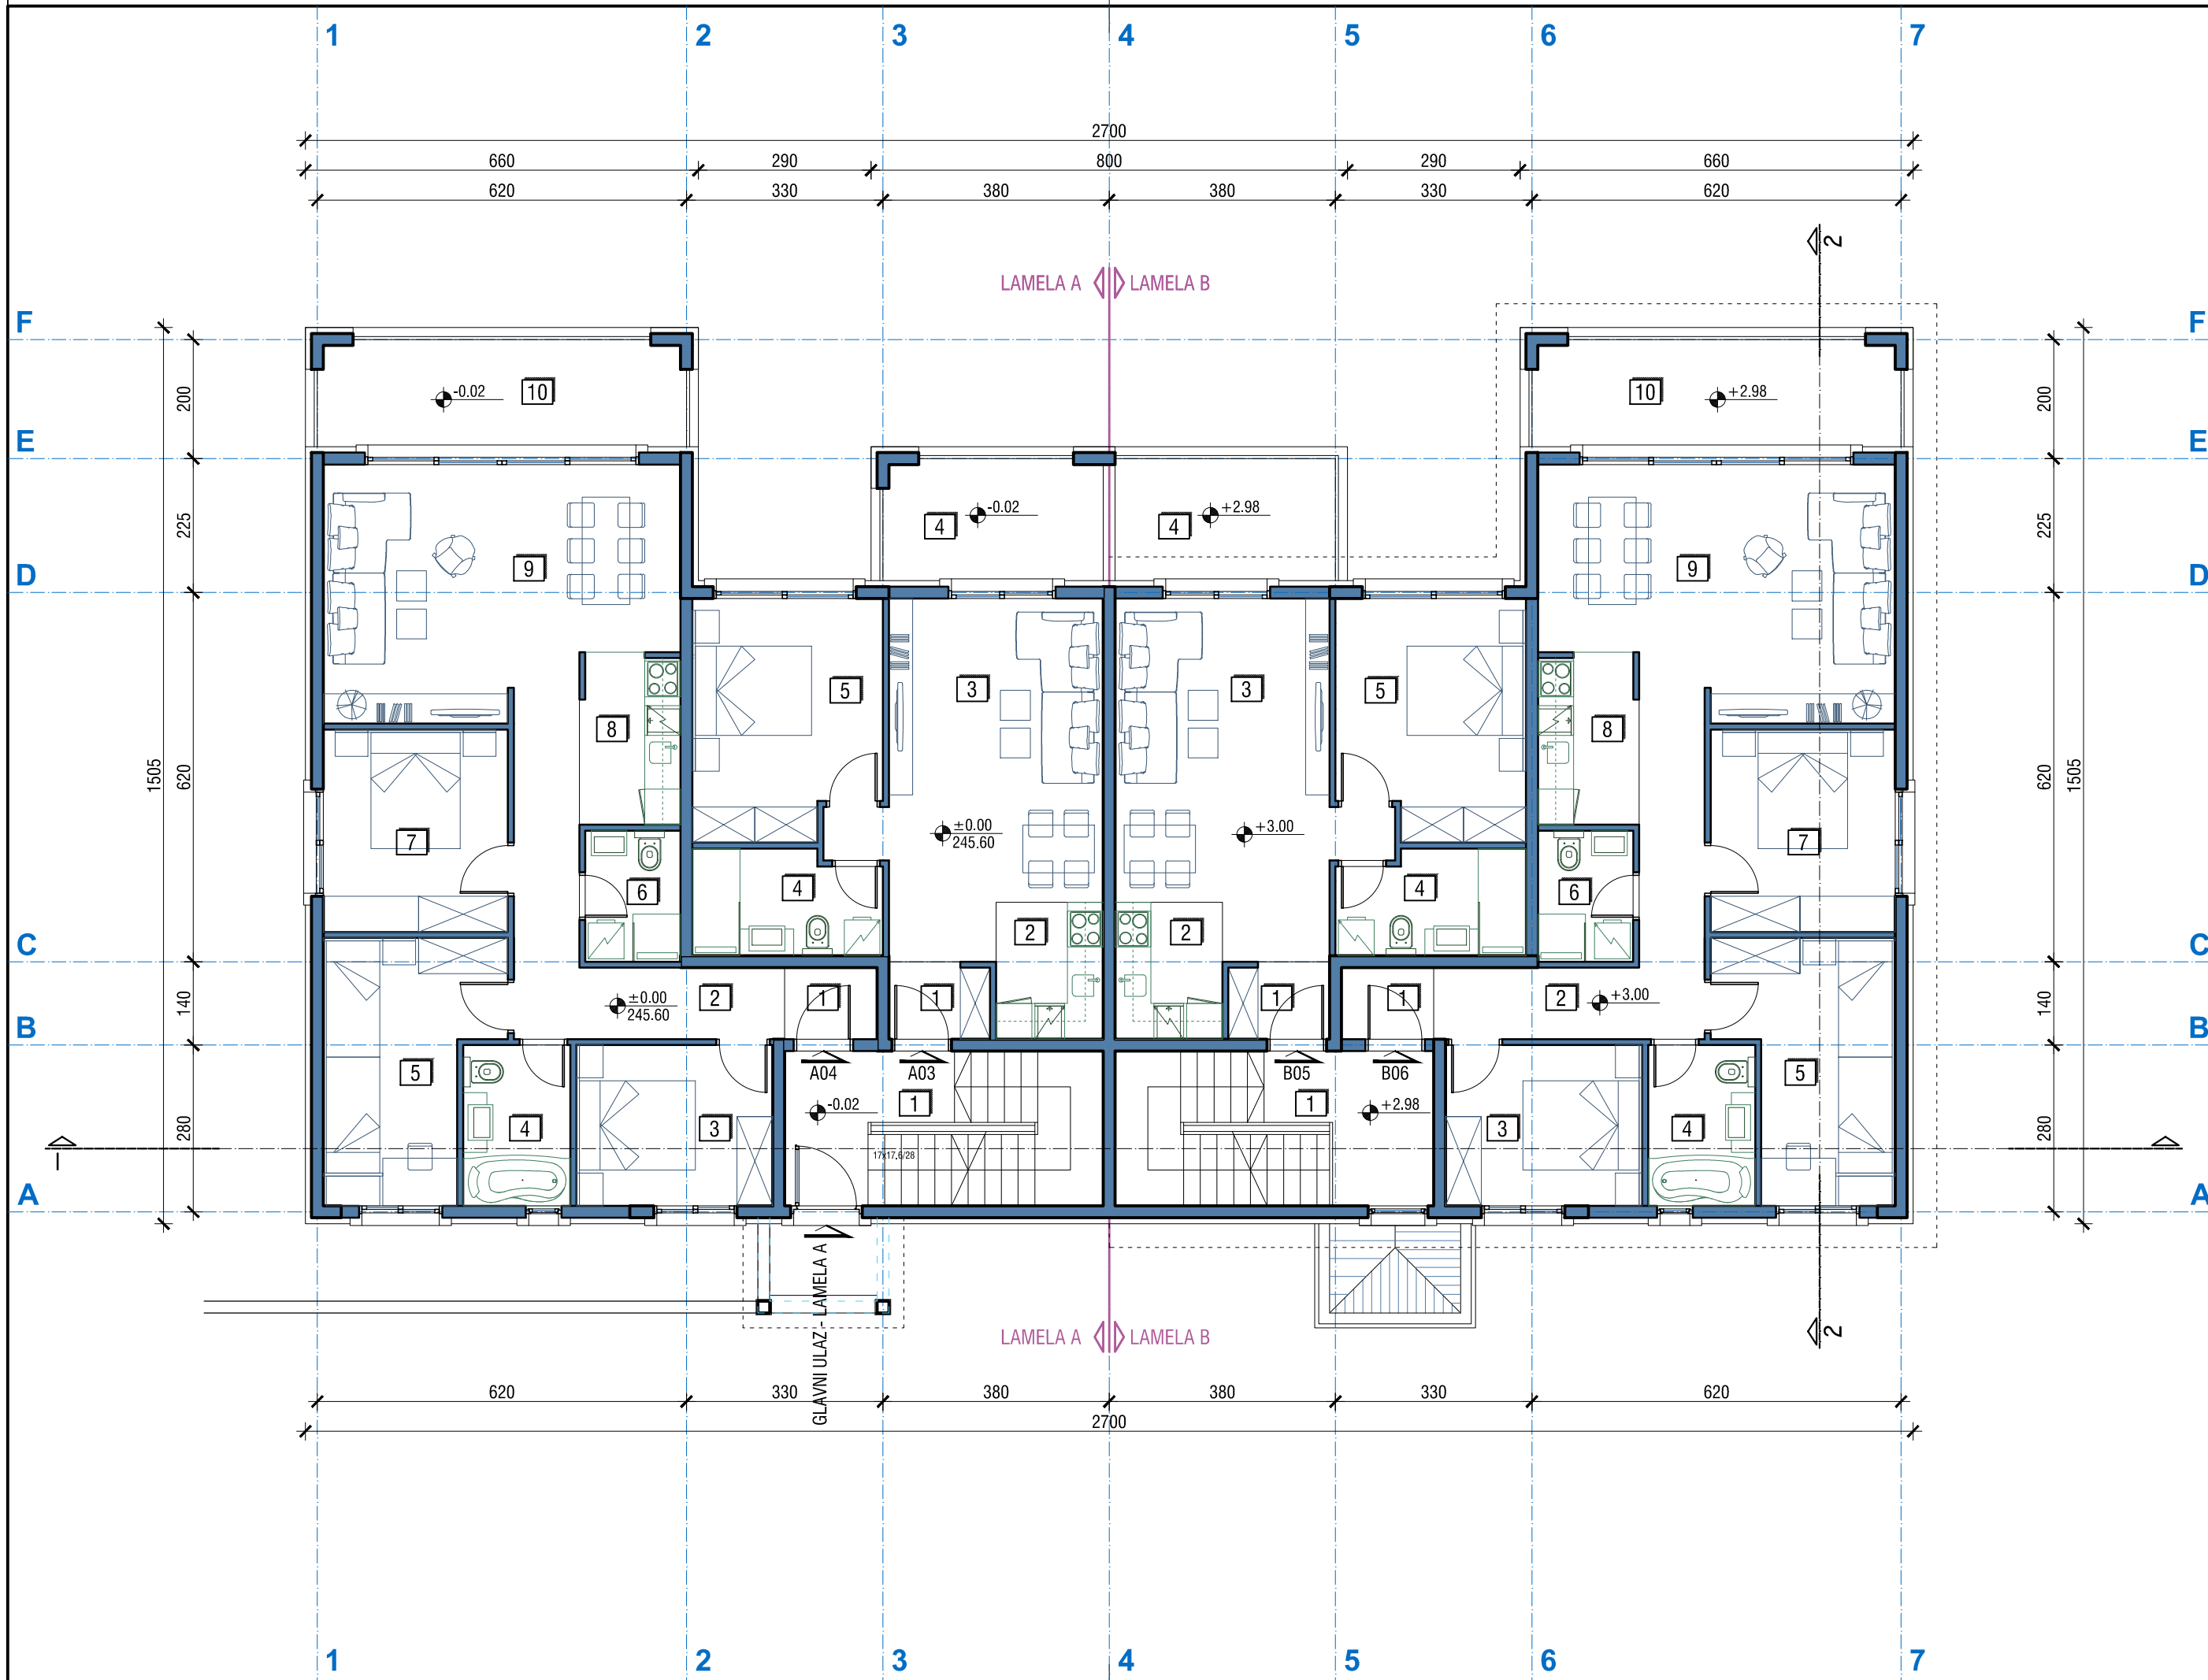 1 2 3 4 5 6 7
2700
660 290 800 290 660
620 330 380 380 330 620
2
LAMELA A LAMELA B
F F
-0.02 10 10 +2.98
200 200
E E
4 -0.02 4 +2.98
225 225
9 9
D D
5 3 3 5
8 8
1505 620 620 1505
7 ±0.00 +3.00 7
245.60
6 4 4 6
2 2
C C
±0.00 2 1 1 1 1 2 +3.00
245.60
140 140
B B
A04 A03 B05 B06
5 -0.02 1 1 +2.98 5
4 3 3 4
280 280
1
17x17,6/28
A A
GLAVNI ULAZ - LAMELA A
LAMELA A LAMELA B
2
620 330 380 380 330 620
2700
1 2 3 4 5 6 7